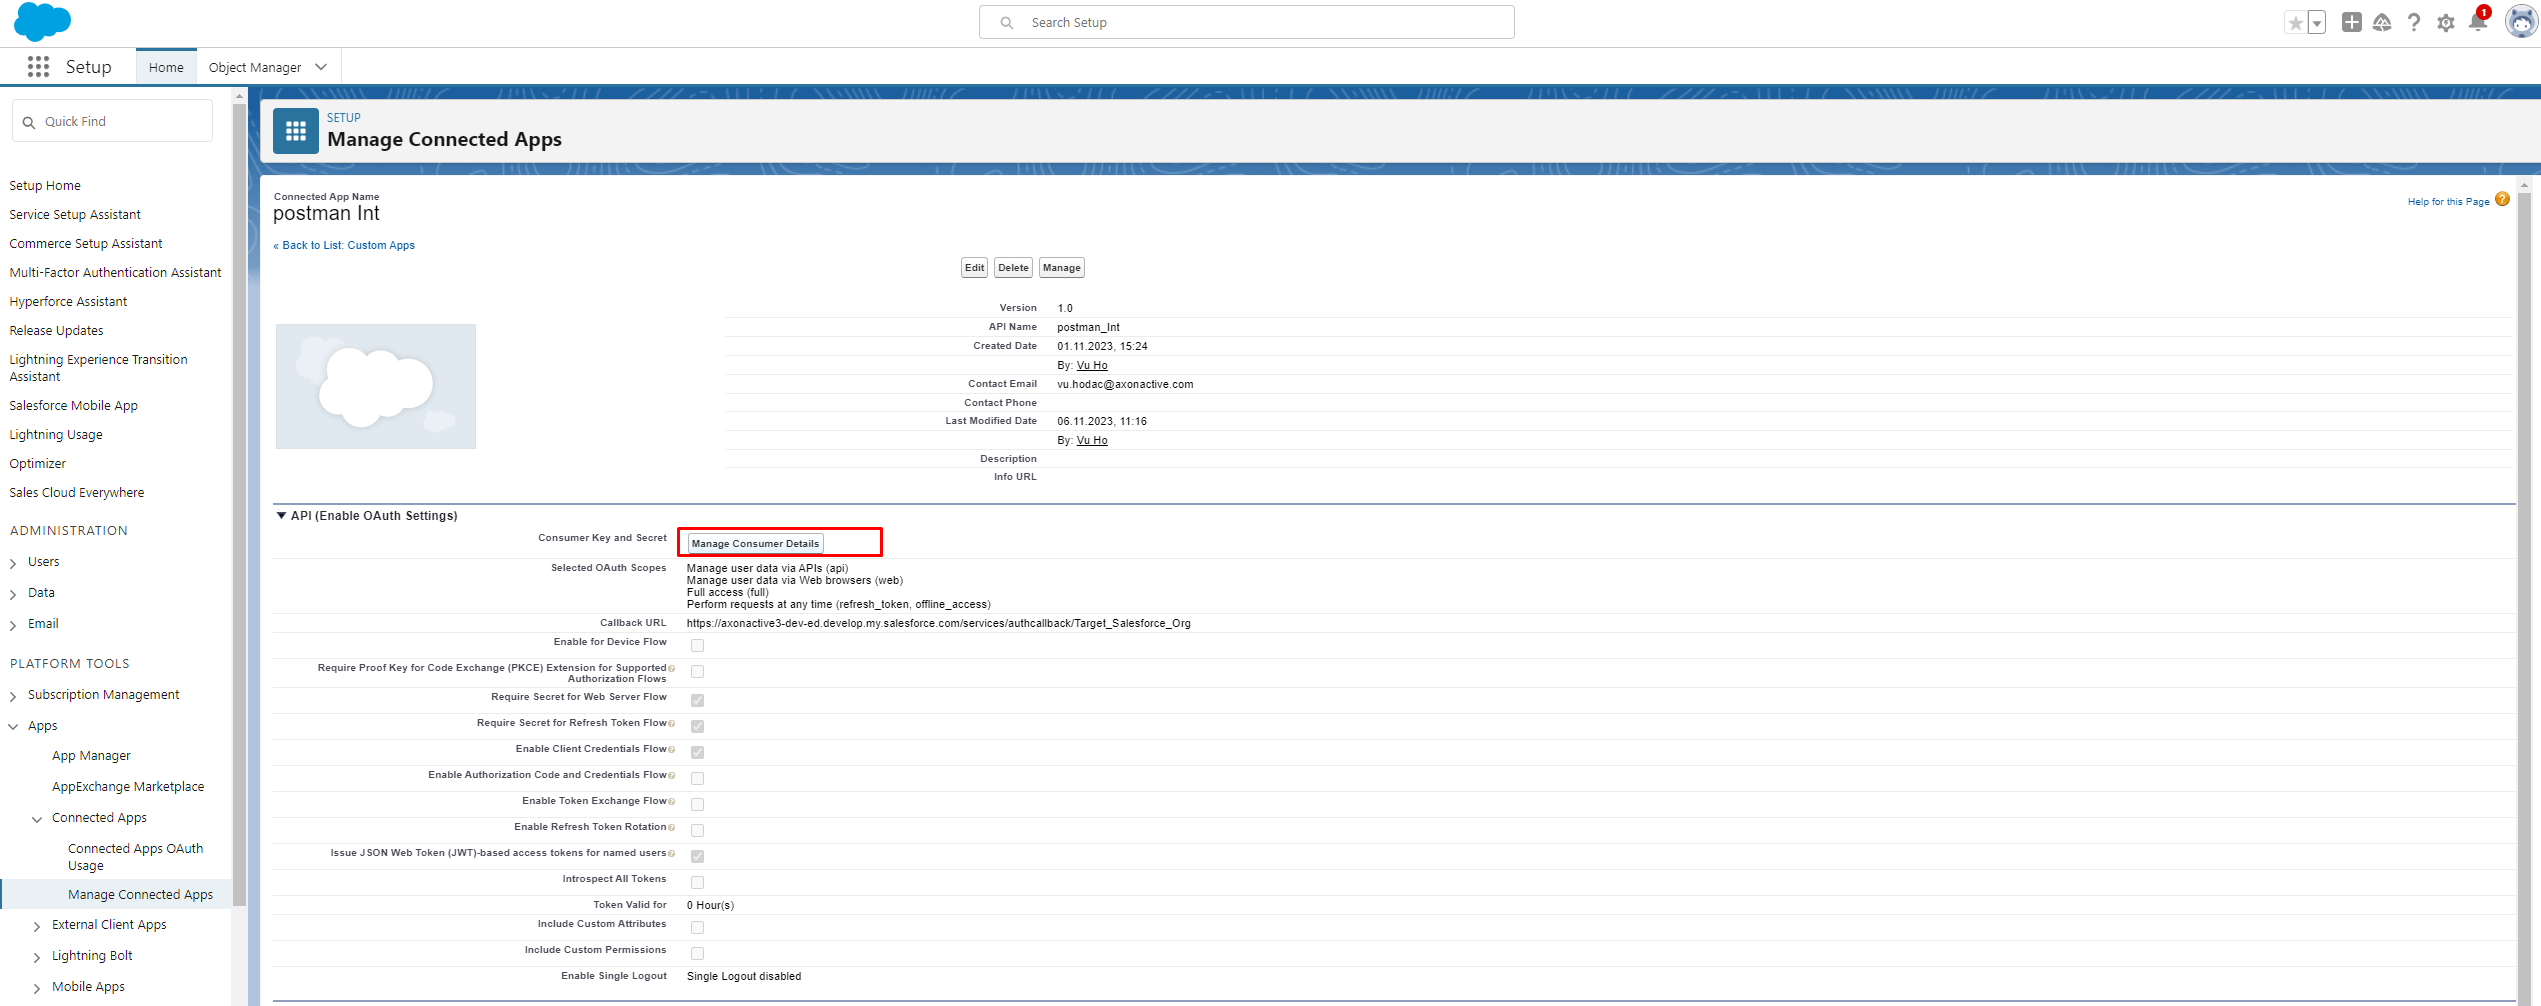 Search Setup
1
Setup
Home
Object Manager
Quick Find
Setup Home
Service Setup Assistant
Commerce Setup Assistant
Multi-Factor Authentication Assistant
Hyperforce Assistant
Release Updates
Lightning Experience Transition
Assistant
Salesforce Mobile App
Lightning Usage
Optimizer
Sales Cloud Everywhere
ADMINISTRATION
Users
Data
Email
PLATFORM TOOLS
Subscription Management
Apps
App Manager
AppExchange Marketplace
Connected Apps
Connected Apps OAuth
Usage
Manage Connected Apps
External Client Apps
Lightning Bolt
Mobile Apps
SETUP
Manage Connected Apps
Connected App Name
postman Int
Help for this Page ?
« Back to List: Custom Apps
Edit Delete Manage
Version 1.0
API Name postman_Int
Created Date 01.11.2023, 15:24
By: Vu Ho
Contact Email vu.hodac@axonactive.com
Contact Phone
Last Modified Date 06.11.2023, 11:16
By: Vu Ho
Description
Info URL
API (Enable OAuth Settings)
Consumer Key and Secret Manage Consumer Details
Selected OAuth Scopes Manage user data via APIs (api)
Manage user data via Web browsers (web)
Full access (full)
Perform requests at any time (refresh_token, offline_access)
Callback URL https://axonactive3-dev-ed.develop.my.salesforce.com/services/authcallback/Target_Salesforce_Org
Enable for Device Flow
Require Proof Key for Code Exchange (PKCE) Extension for Supported
Authorization Flows
Require Secret for Web Server Flow
Require Secret for Refresh Token Flow
Enable Client Credentials Flow
Enable Authorization Code and Credentials Flow
Enable Token Exchange Flow
Enable Refresh Token Rotation
Issue JSON Web Token (JWT)-based access tokens for named users
Introspect All Tokens
Token Valid for 0 Hour(s)
Include Custom Attributes
Include Custom Permissions
Enable Single Logout Single Logout disabled